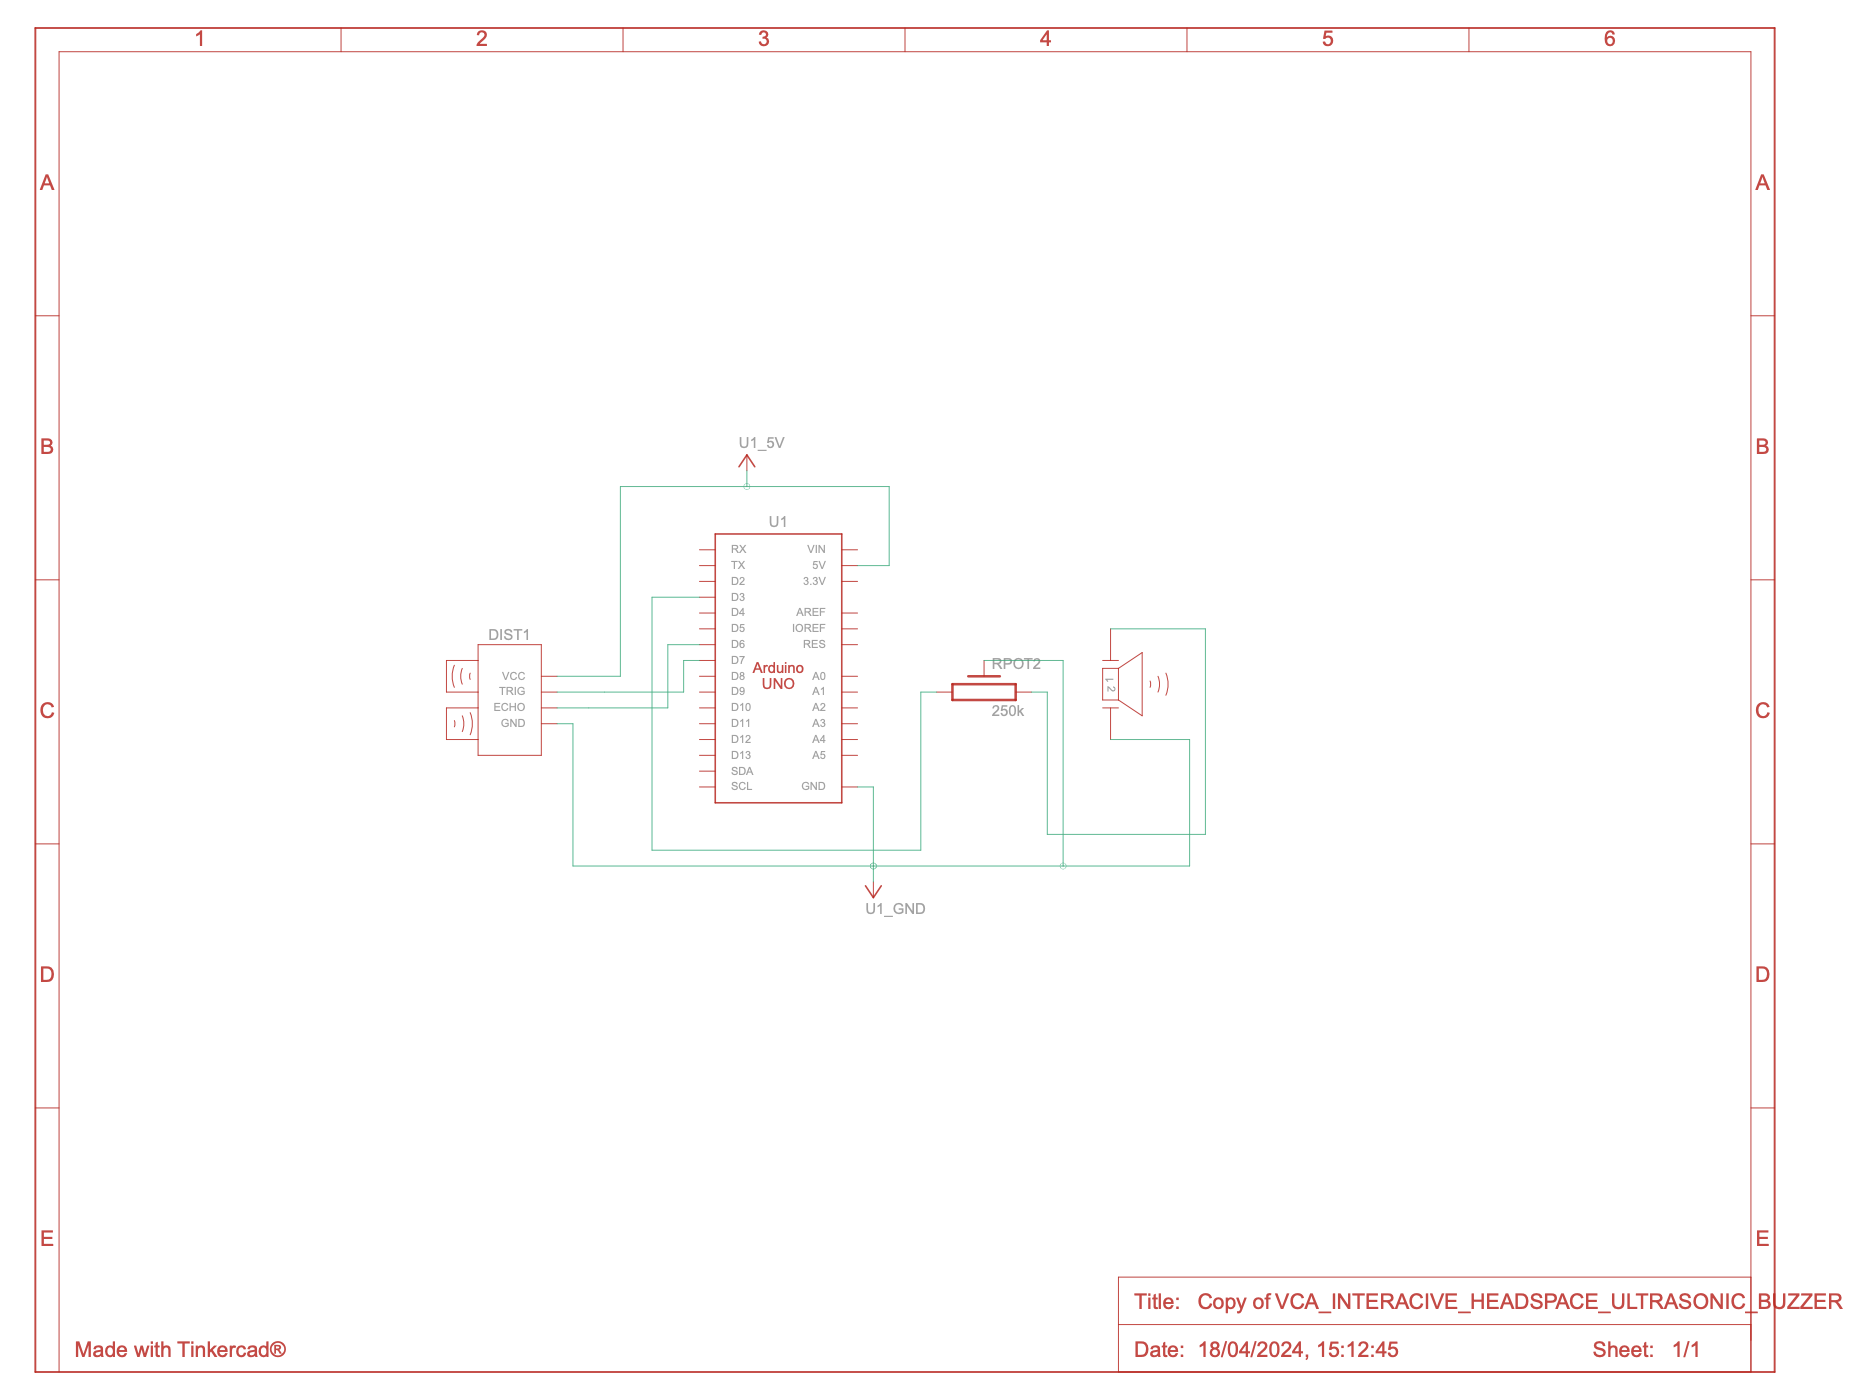 1 2 3 4 5 6
A A
B B
C C
D D
E E
U1_5V
U1
RX VIN
TX 5V
D2 3.3V
D3
D4 AREF
D5 IOREF
D6 RES
D7
Arduino
UNO
D8 A0
D9 A1
D10 A2
D11 A3
D12 A4
D13 A5
SDA
SCL GND
DIST1
VCC
TRIG
ECHO
GND
RPOT2
250k
1 2
U1_GND
Title: Copy of VCA_INTERACIVE_HEADSPACE_ULTRASONIC_BUZZER
Date: 18/04/2024, 15:12:45 Sheet: 1/1
Made with Tinkercad®